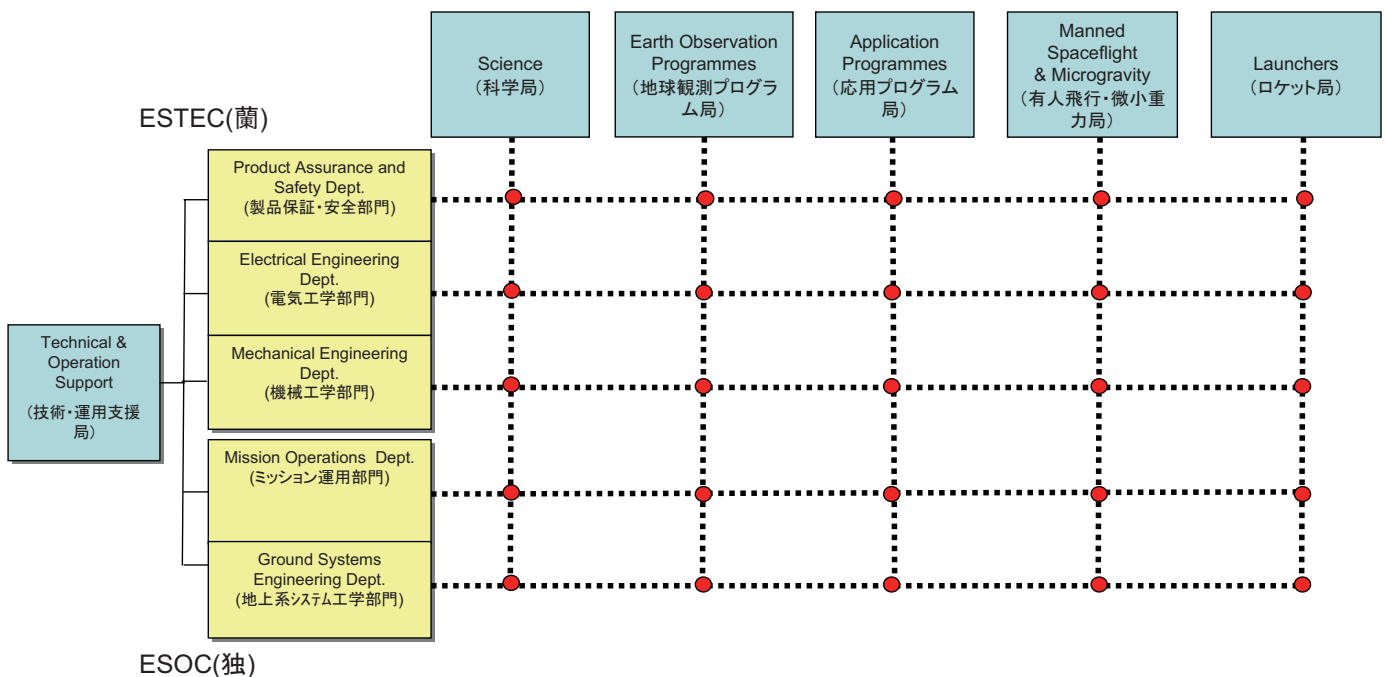 Science
（科学局）
Earth Observation
Programmes
（地球観測プログラ
ム局）
Application
Programmes
（応用プログラム
局）
Manned
Spaceflight
& Microgravity
（有人飛行・微小重
力局）
Launchers
（ロケット局）
ESTEC(蘭)
Product Assurance and
Safety Dept.
(製品保証・安全部門)
Electrical Engineering
Dept.
(電気工学部門)
Mechanical Engineering
Dept.
(機械工学部門)
Technical &
Operation
Support
（技術・運用支援
局）
Mission Operations Dept.
(ミッション運用部門)
Ground Systems
Engineering Dept.
(地上系システム工学部門)
ESOC(独)